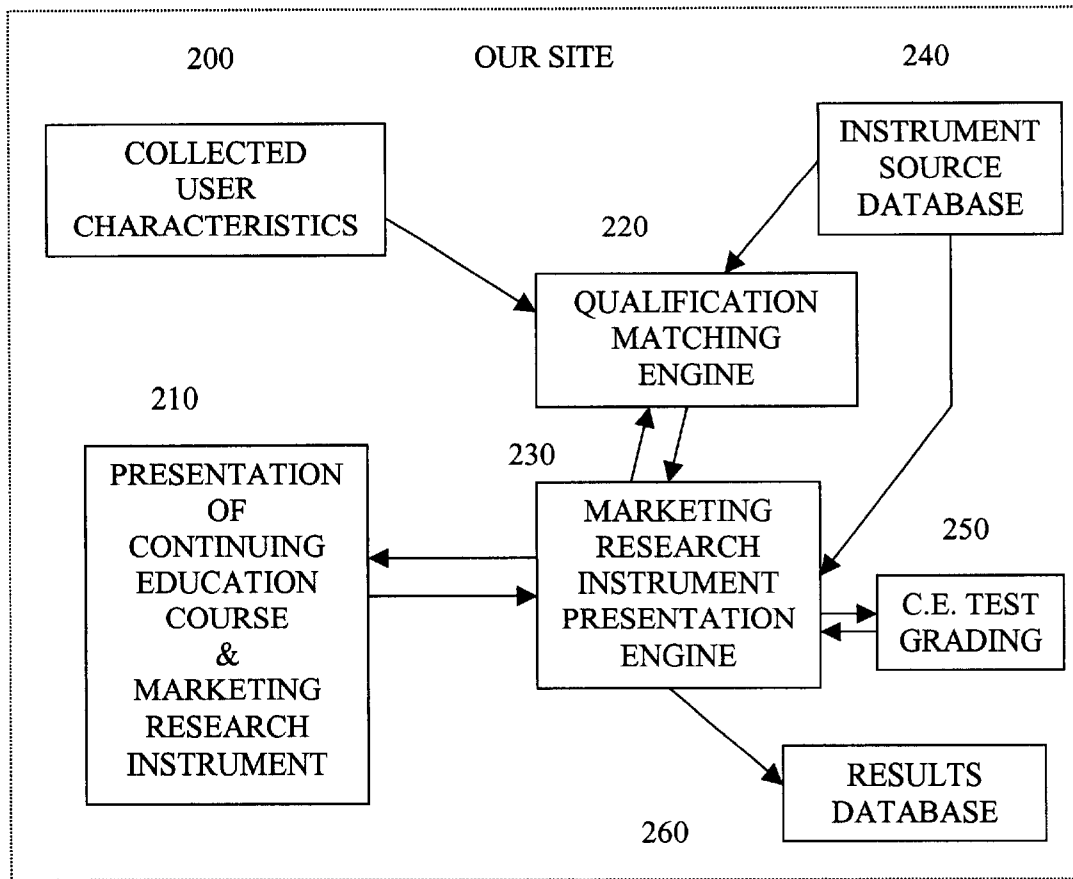 200
OUR SITE
240
COLLECTED
USER
CHARACTERISTICS
INSTRUMENT
SOURCE
DATABASE
220
QUALIFICATION
MATCHING
ENGINE
210
PRESENTATION
OF
CONTINUING
EDUCATION
COURSE
&
MARKETING
RESEARCH
INSTRUMENT
230
MARKETING
RESEARCH
INSTRUMENT
PRESENTATION
ENGINE
250
C.E. TEST
GRADING
RESULTS
DATABASE
260